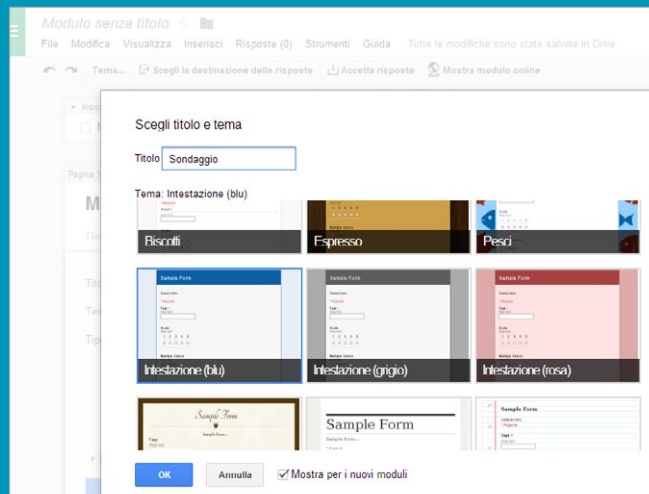 Modulo senza titolo
File Modifica Visualizza Inserisci Risposte (0) Strumenti Guida Tutte le modifiche sono state salvate in Drive
Tema... Scegli la destinazione delle risposte Accetta risposte Mostra modulo online
Scegli titolo e tema
Pagina 1
Titolo Sondaggio
Tema: Intestazione (blu)
Biscotti Espresso Pesci
Sample Form Sample Form Sample Form
Intestazione (blu) Intestazione (grigio) Intestazione (rosa)
Sample Form Sample Form Sample Form
OK Annulla Mostra per i nuovi moduli